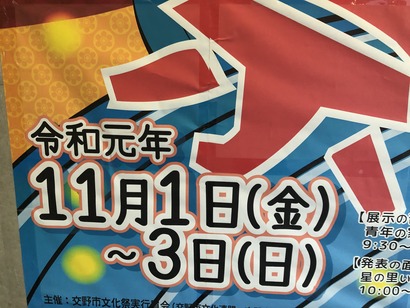 令和元年
11月1日(金)
～3日(日)
【展示の
青年の
9:30～
【発表の
星の里い
10:00～
主催：交野市文化祭実行委員会